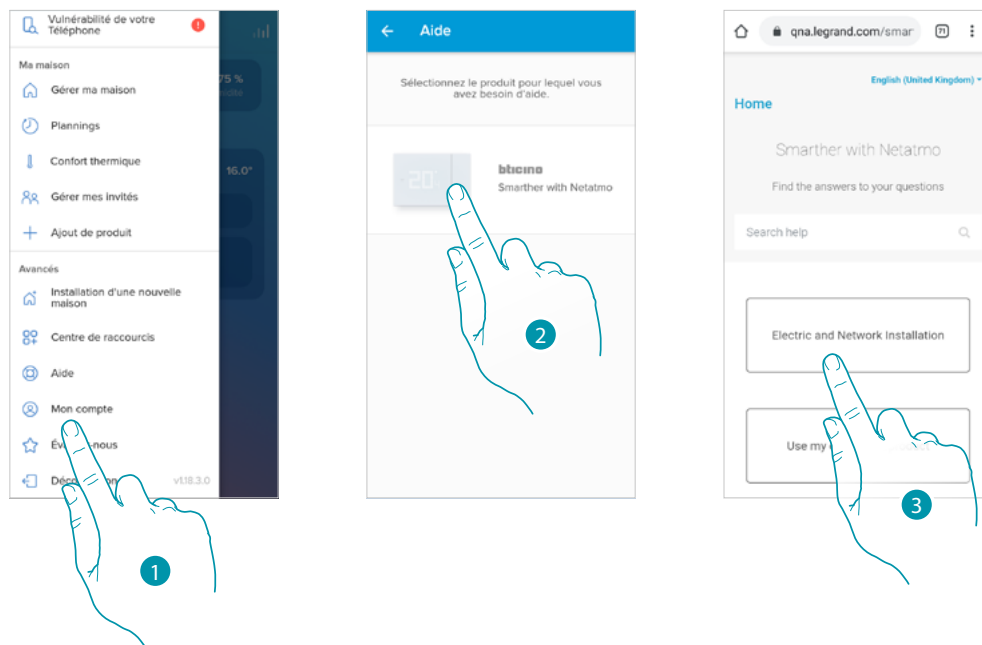 Vulnérabilité de votre
Téléphone
Ma maison
75 %
Gérer ma maison
Plannings
Confort thermique
16.0°
Gérer mes invités
Ajout de produit
Avancés
Installation d'une nouvelle
maison
Centre de raccourcis
Aide
Mon compte
-nous
v1.18.3.0
1
Aide
Sélectionnez le produit pour lequel vous
avez besoin d'aide.
20°
bticino
Smarther with Netatmo
2
qna.legrand.com/smar
71
English (United Kingdom)
Home
Smarther with Netatmo
Find the answers to your questions
Search help
Electric and Network Installation
Use my
3